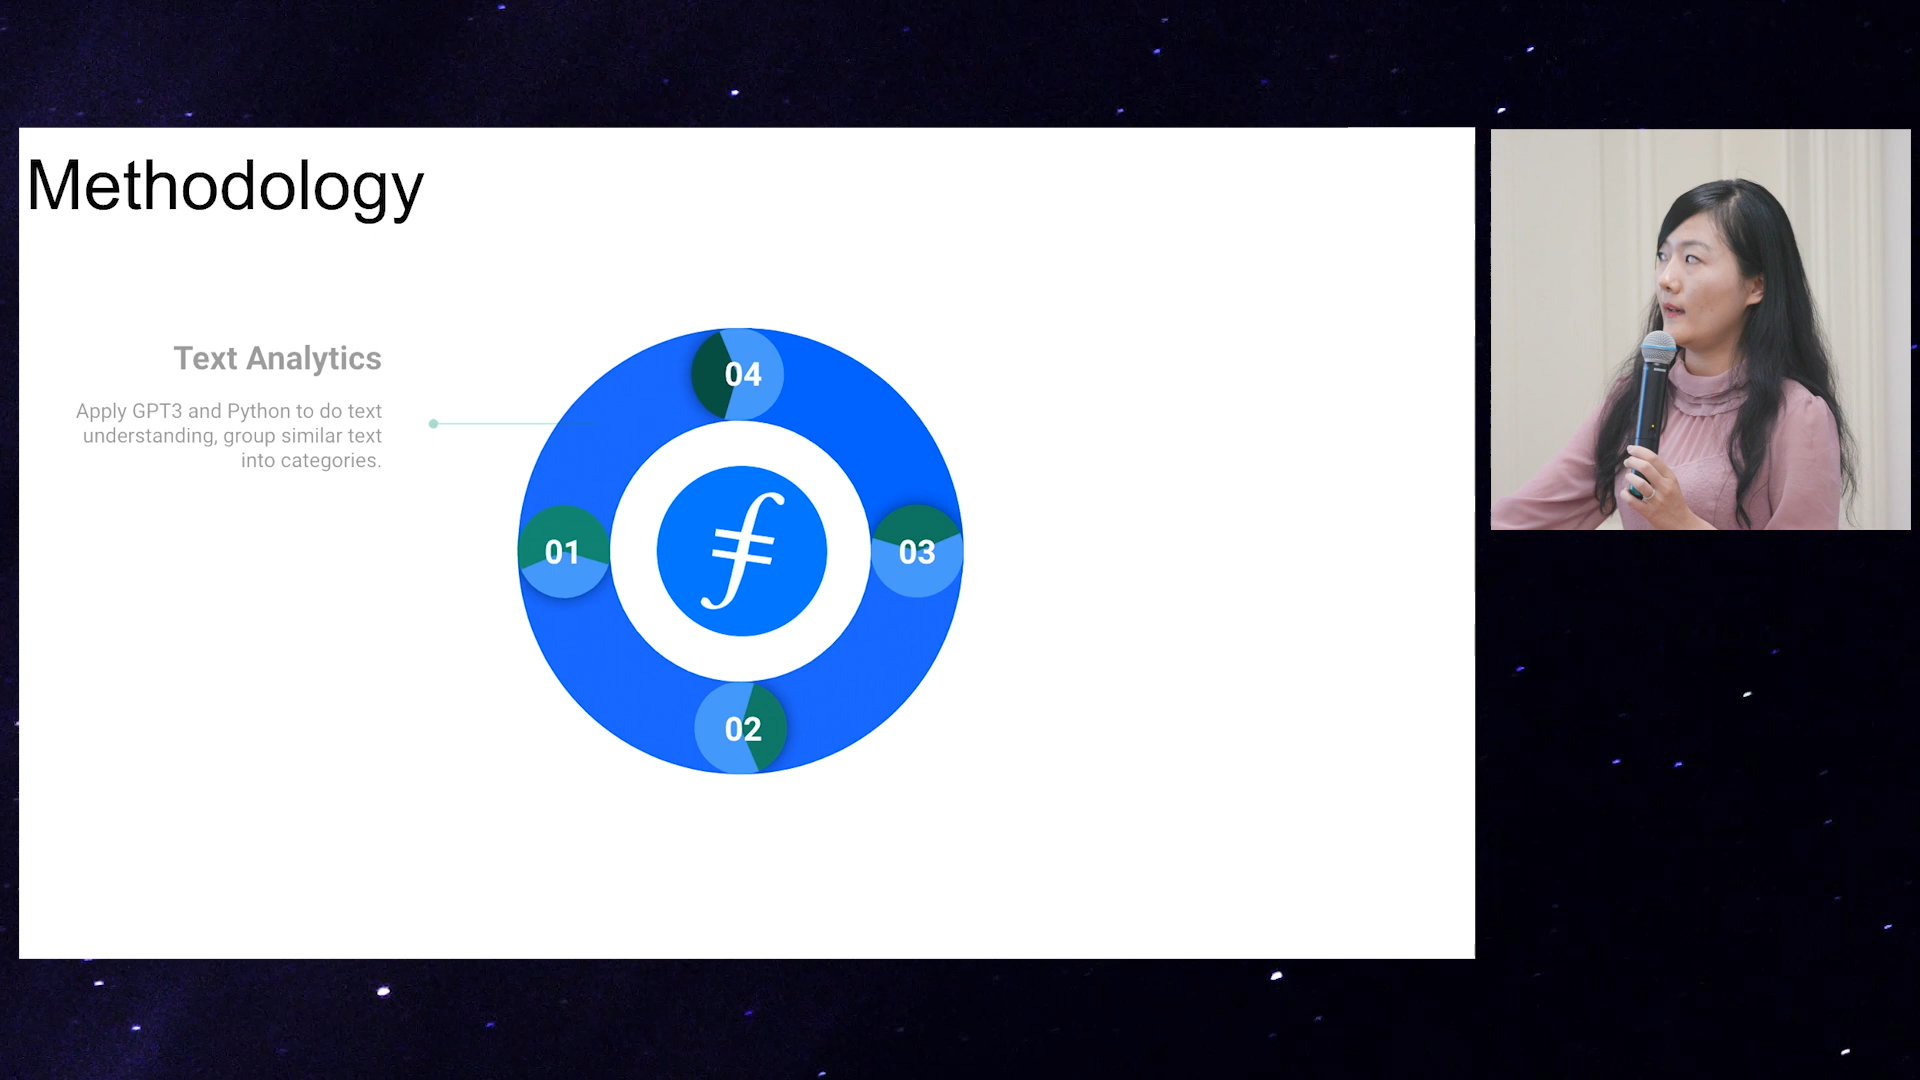 Methodology
Text Analytics
Apply GPT3 and Python to do text
understanding, group similar text
into categories.
04
01
03
02